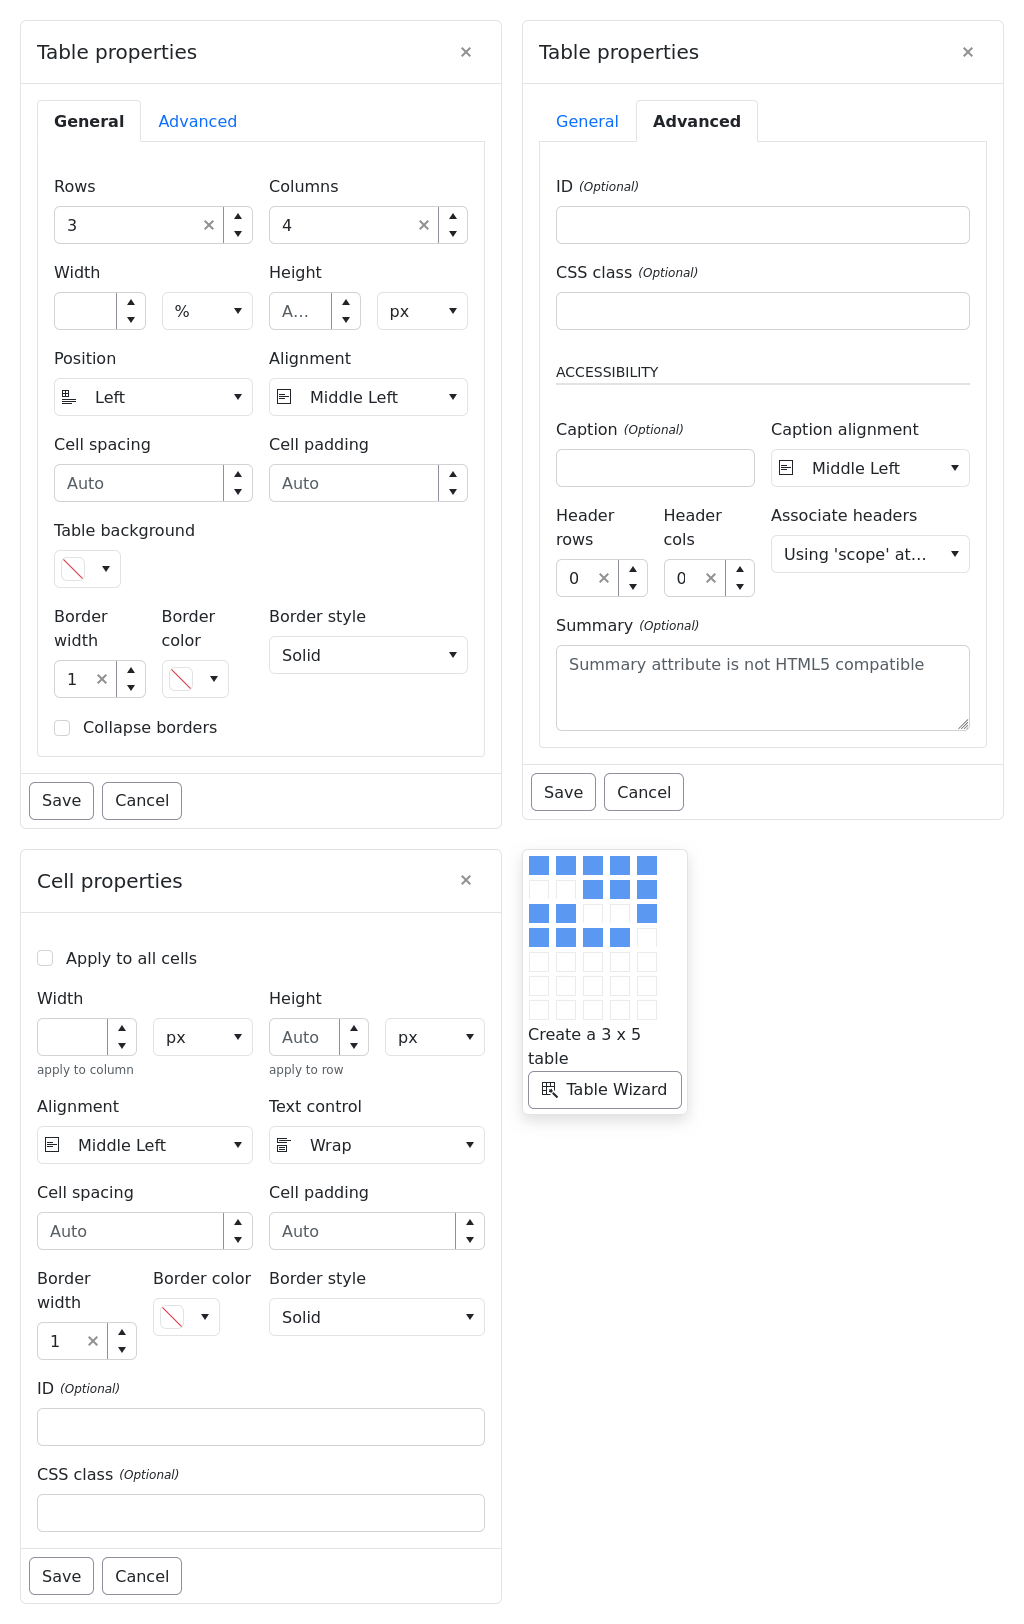 Table properties
General Advanced
Rows Columns
3 4
Width Height
% A... px
Position Alignment
Left Middle Left
Cell spacing Cell padding
Auto Auto
Table background
Border width Border color Border style
1 Solid
Collapse borders
Save Cancel
Table properties
General Advanced
ID (Optional)
CSS class (Optional)
ACCESSIBILITY
Caption (Optional) Caption alignment
Middle Left
Header rows Header cols Associate headers
0 0 Using 'scope' at...
Summary (Optional)
Summary attribute is not HTML5 compatible
Save Cancel
Cell properties
Apply to all cells
Width Height
px Auto px
apply to column apply to row
Alignment Text control
Middle Left Wrap
Cell spacing Cell padding
Auto Auto
Border width Border color Border style
1 Solid
ID (Optional)
CSS class (Optional)
Save Cancel
Create a 3 x 5
table
Table Wizard